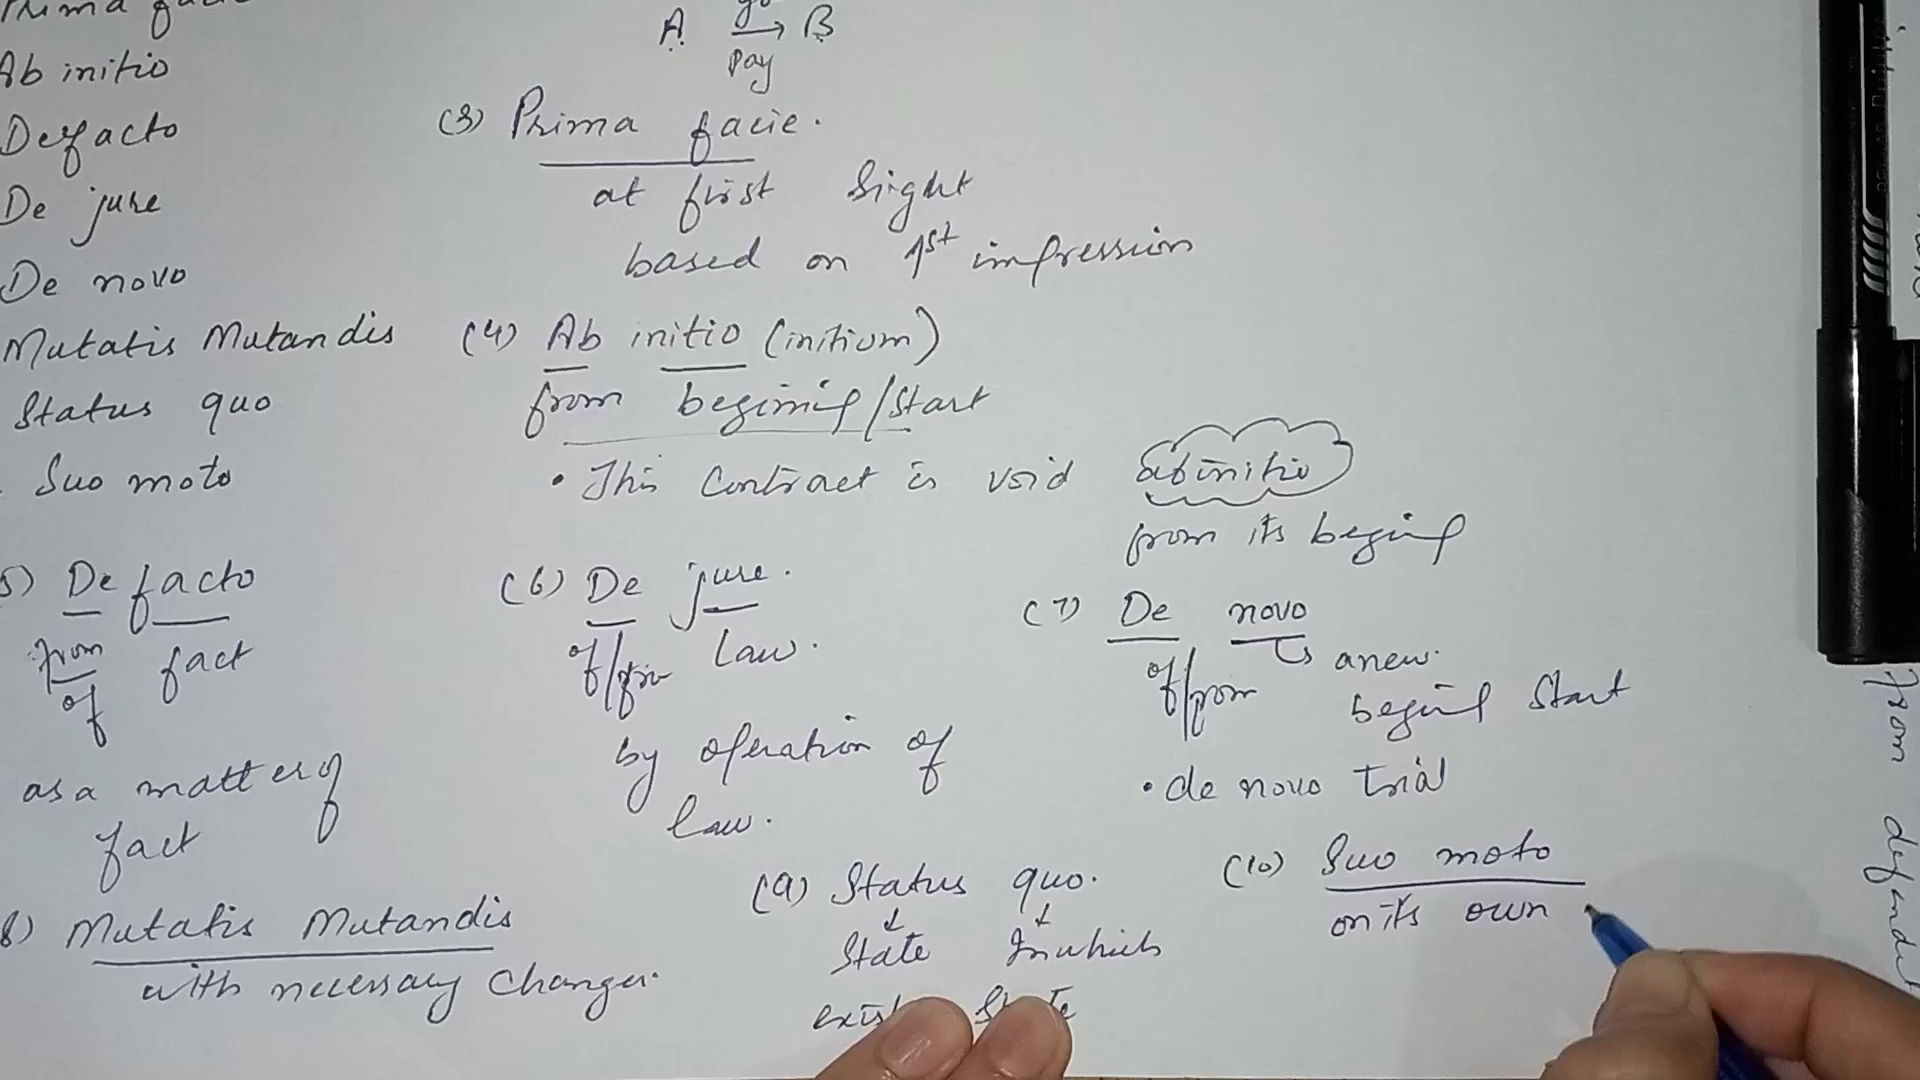 Prima facie
Ab initio
Defacto
De jure
De novo
Mutatis Mutandis
Status quo
Suo moto
A → B
Pay
(3) Prima facie.
at first sight
based on 1st impression
(4) Ab initio (initium)
from begining/start
• This contract is void abinitio
from its begining
5) De facto
from fact
of
as a matter of
fact
(6) De jure.
of/from law.
by operation of
law.
(7) De novo
of/from anew.
begining start
• de novo trial
8) Mutatis Mutandis
with necessary changes.
(9) Status quo.
↓ ↓
State In which
(10) Suo moto
on its own
from